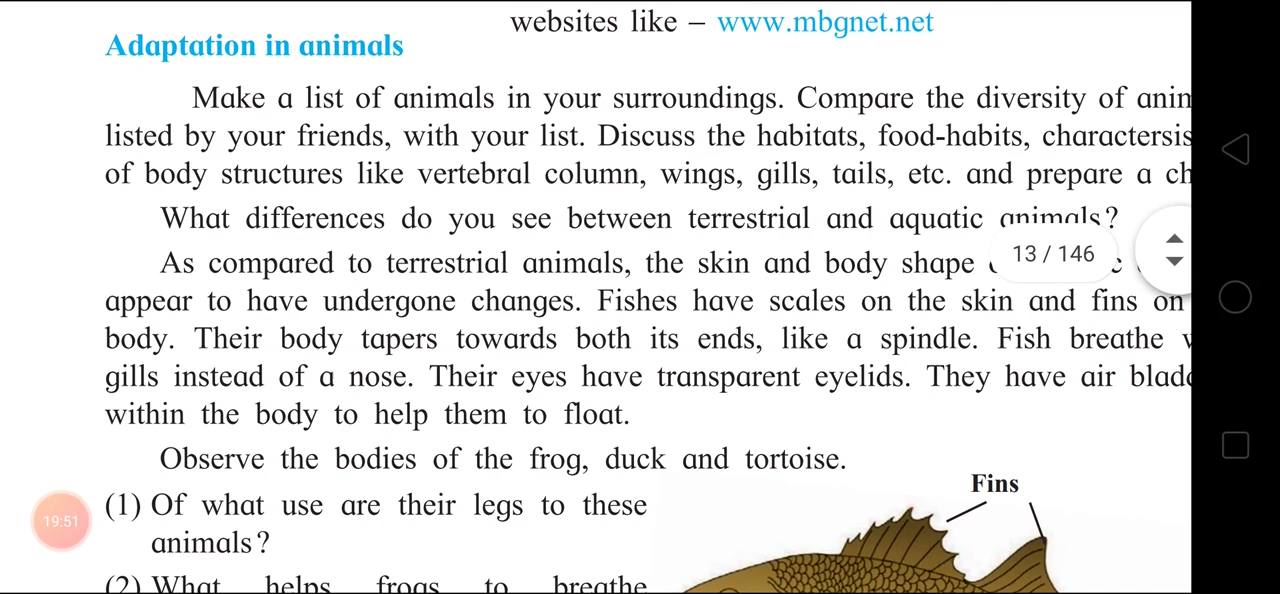 websites like – www.mbgnet.net
Adaptation in animals
Make a list of animals in your surroundings. Compare the diversity of
listed by your friends, with your list. Discuss the habitats, food-habits,
of body structures like vertebral column, wings, gills, tails, etc. and prepare a
What differences do you see between terrestrial and aquatic animals?
13 / 146
As compared to terrestrial animals, the skin and body shape
appear to have undergone changes. Fishes have scales on the skin and fins on
body. Their body tapers towards both its ends, like a spindle. Fish breathe
gills instead of a nose. Their eyes have transparent eyelids. They have air
within the body to help them to float.
Observe the bodies of the frog, duck and tortoise.
Fins
(1) Of what use are their legs to these
19:51
animals?
(2) What helps frogs to breathe